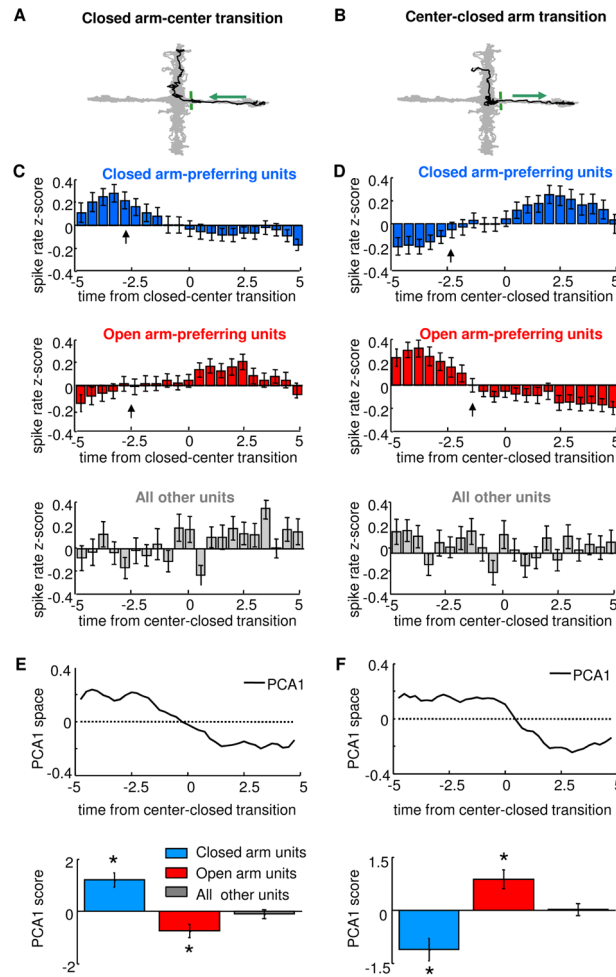 A
Closed arm-center transition
B
Center-closed arm transition
C
Closed arm-preferring units
spike rate z-score
0.4
0.2
0
-0.2
-0.4
-5
-2.5
0
2.5
5
time from closed-center transition
D
Closed arm-preferring units
spike rate z-score
0.4
0.2
0
-0.2
-0.4
-5
-2.5
0
2.5
5
time from center-closed transition
Open arm-preferring units
spike rate z-score
0.4
0.2
0
-0.2
-0.4
-5
-2.5
0
2.5
5
time from closed-center transition
Open arm-preferring units
spike rate z-score
0.4
0.2
0
-0.2
-0.4
-5
-2.5
0
2.5
5
time from center-closed transition
All other units
spike rate z-score
0.4
0.2
0
-0.2
-0.4
-5
-2.5
0
2.5
5
time from center-closed transition
All other units
spike rate z-score
0.4
0.2
0
-0.2
-0.4
-5
-2.5
0
2.5
5
time from center-closed transition
E
PCA1 space
0.4
0
-0.4
PCA1
-5
-2.5
0
2.5
5
time from center-closed transition
F
PCA1 space
0.4
0
-0.4
PCA1
-5
-2.5
0
2.5
5
time from center-closed transition
PCA1 score
2
0
-2
*
*
Closed arm units
Open arm units
All other units
PCA1 score
1.5
0
-1.5
*
*